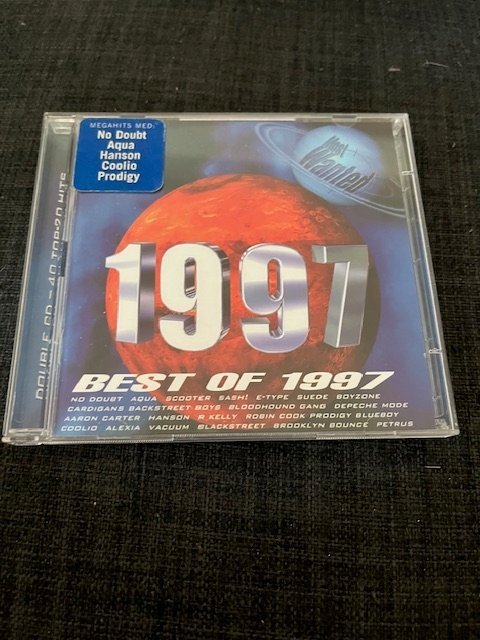 MEGAHITS MED:
No Doubt
Aqua
Hanson
Coolio
Prodigy
Most
Wanted
DOUBLE CD - 40 TOP-20 HITS
1997
BEST OF 1997
NO DOUBT AQUA SCOOTER SASH! E-TYPE SUEDE BOYZONE
CARDIGANS BACKSTREET BOYS BLOODHOUND GANG DEPECHE MODE
AARON CARTER HANSON R KELLY ROBIN COOK PRODIGY BLUEBOY
COOLIO ALEXIA VACUUM BLACKSTREET BROOKLYN BOUNCE PETRUS